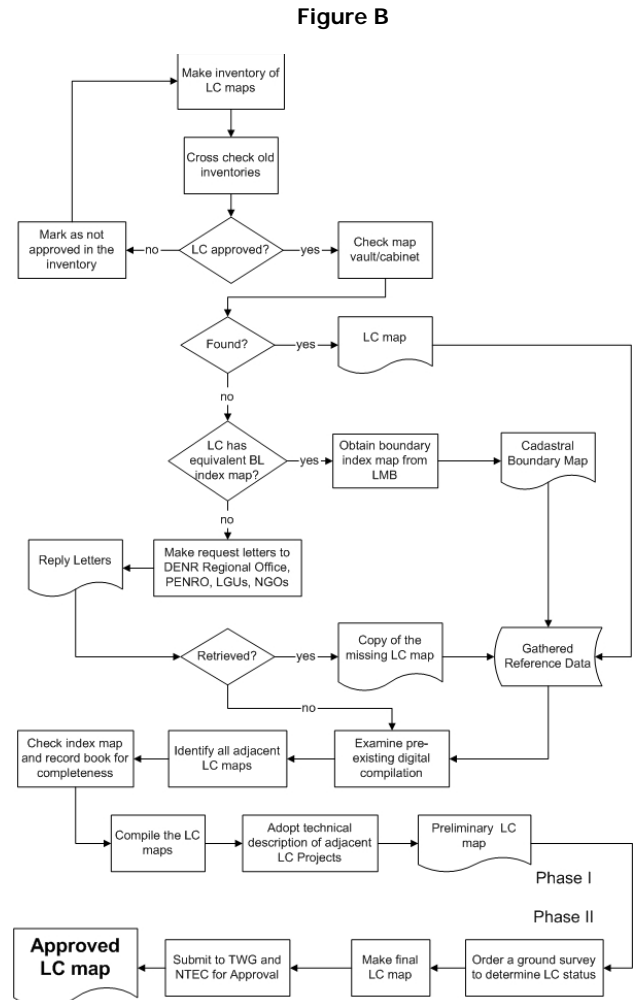 Figure B
Make inventory of
LC maps
Cross check old
inventories
Mark as not
approved in the
inventory
no
LC approved?
yes
Check map
vault/cabinet
Found?
yes
LC map
no
LC has
equivalent BL
index map?
yes
Obtain boundary
index map from
LMB
Cadastral
Boundary Map
no
Reply Letters
Make request letters to
DENR Regional Office,
PENRO, LGUs, NGOs
Retrieved?
yes
Copy of the
missing LC map
Gathered
Reference Data
no
Check index map
and record book for
completeness
Identify all adjacent
LC maps
Examine pre-
existing digital
compilation
Compile the LC
maps
Adopt technical
description of adjacent
LC Projects
Preliminary LC
map
Phase I
Phase II
Approved
LC map
Submit to TWG and
NTEC for Approval
Make final
LC map
Order a ground survey
to determine LC status